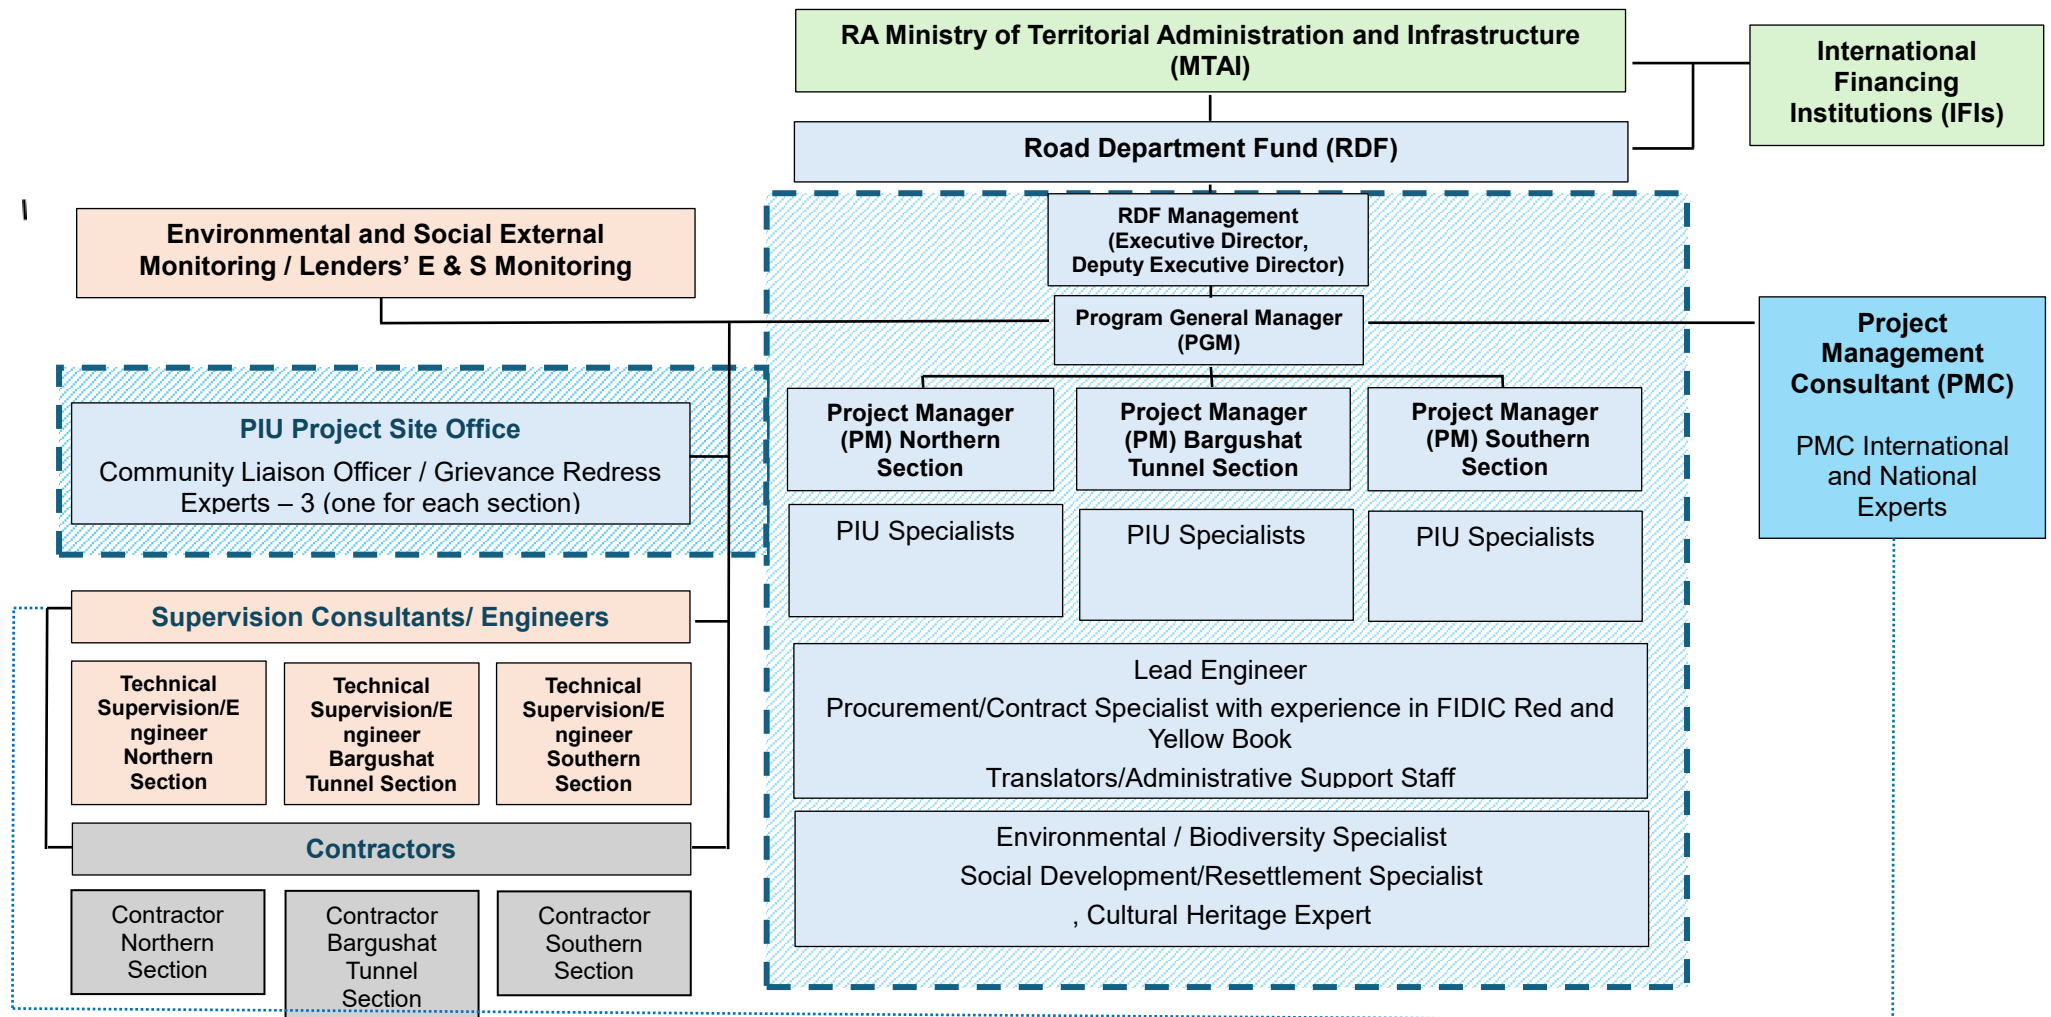 RA Ministry of Territorial Administration and Infrastructure
(MTAI)
International
Financing
Institutions (IFIs)
Road Department Fund (RDF)
\
Environmental and Social External
Monitoring / Lenders’ E & S Monitoring
RDF Management
(Executive Director,
Deputy Executive Director)
Program General Manager
(PGM)
Project
Management
Consultant (PMC)
PMC International
and National
Experts
PIU Project Site Office
Community Liaison Officer / Grievance Redress
Experts – 3 (one for each section)
Project Manager
(PM) Northern
Section
Project Manager
(PM) Bargushat
Tunnel Section
Project Manager
(PM) Southern
Section
PIU Specialists
PIU Specialists
PIU Specialists
Supervision Consultants/ Engineers
Technical
Supervision/E
ngineer
Northern
Section
Technical
Supervision/E
ngineer
Bargushat
Tunnel Section
Technical
Supervision/E
ngineer
Southern
Section
Lead Engineer
Procurement/Contract Specialist with experience in FIDIC Red and
Yellow Book
Translators/Administrative Support Staff
Contractors
Environmental / Biodiversity Specialist
Social Development/Resettlement Specialist
, Cultural Heritage Expert
Contractor
Northern
Section
Contractor
Bargushat
Tunnel
Section
Contractor
Southern
Section